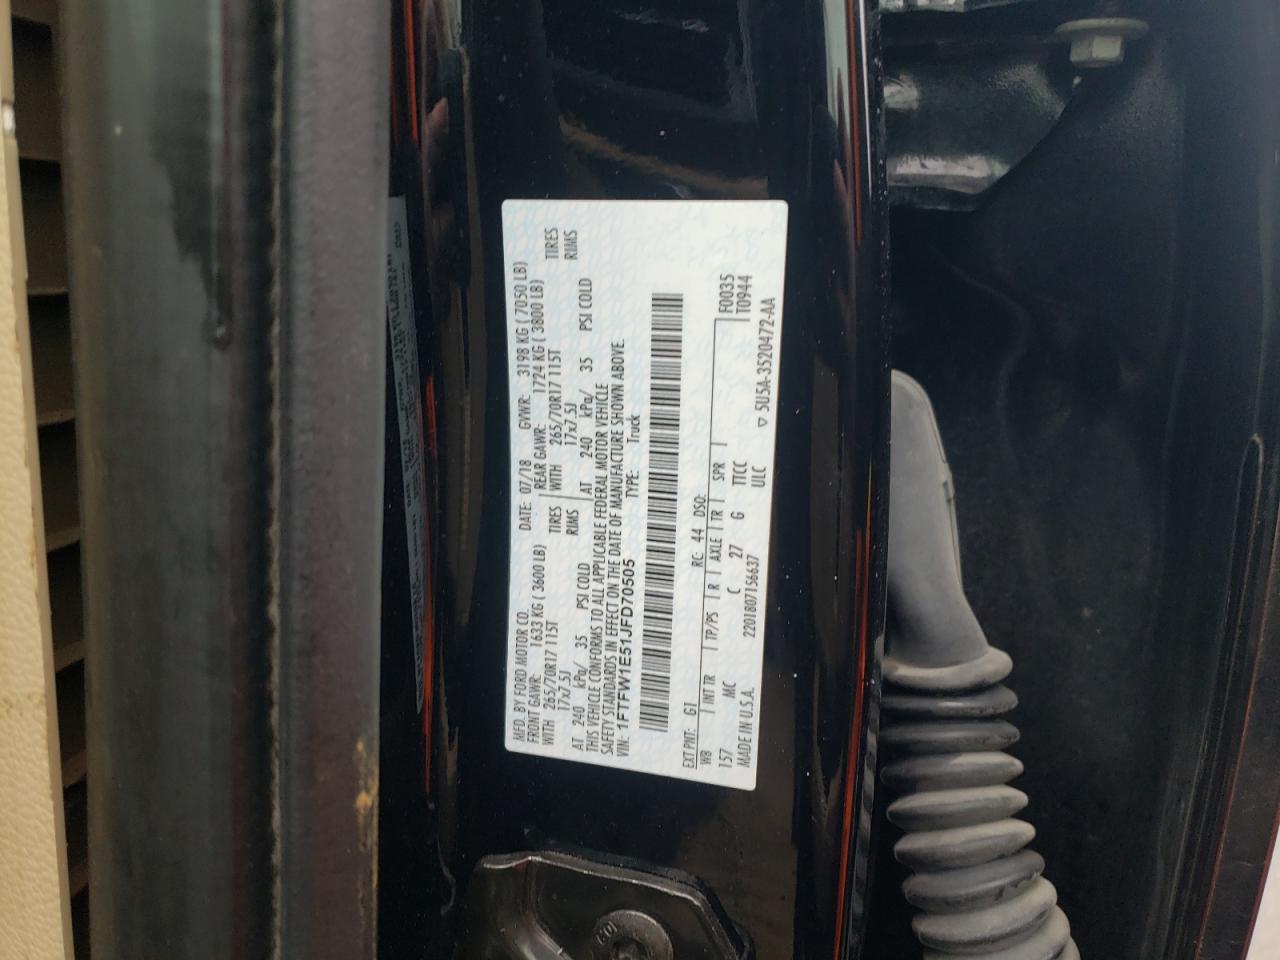 MFD. BY FORD MOTOR CO.
DATE: 07/18 GVWR: 3198 KG ( 7050 LB)
FRONT GAWR: 1633 KG ( 3600 LB)
REAR GAWR: 1724 KG ( 3800 LB)
WITH 265/70R17 115T TIRES
WITH 265/70R17 115T TIRES
17x7.5J RIMS
17x7.5J RIMS
AT 240 kPa/ 35 PSI COLD
AT 240 kPa/ 35 PSI COLD
THIS VEHICLE CONFORMS TO ALL APPLICABLE FEDERAL MOTOR VEHICLE
SAFETY STANDARDS IN EFFECT ON THE DATE OF MANUFACTURE SHOWN ABOVE.
VIN: 1FTFW1E51JFD70505 TYPE: Truck
EXT PNT: G1 RC: 44 DSO: F0035
WB INT TR TP/PS R AXLE TR SPR T0944
157 MC C 27 G TTCC
MADE IN U.S.A. 2201807156637 ULC ▽ 5U5A-3520472-AA